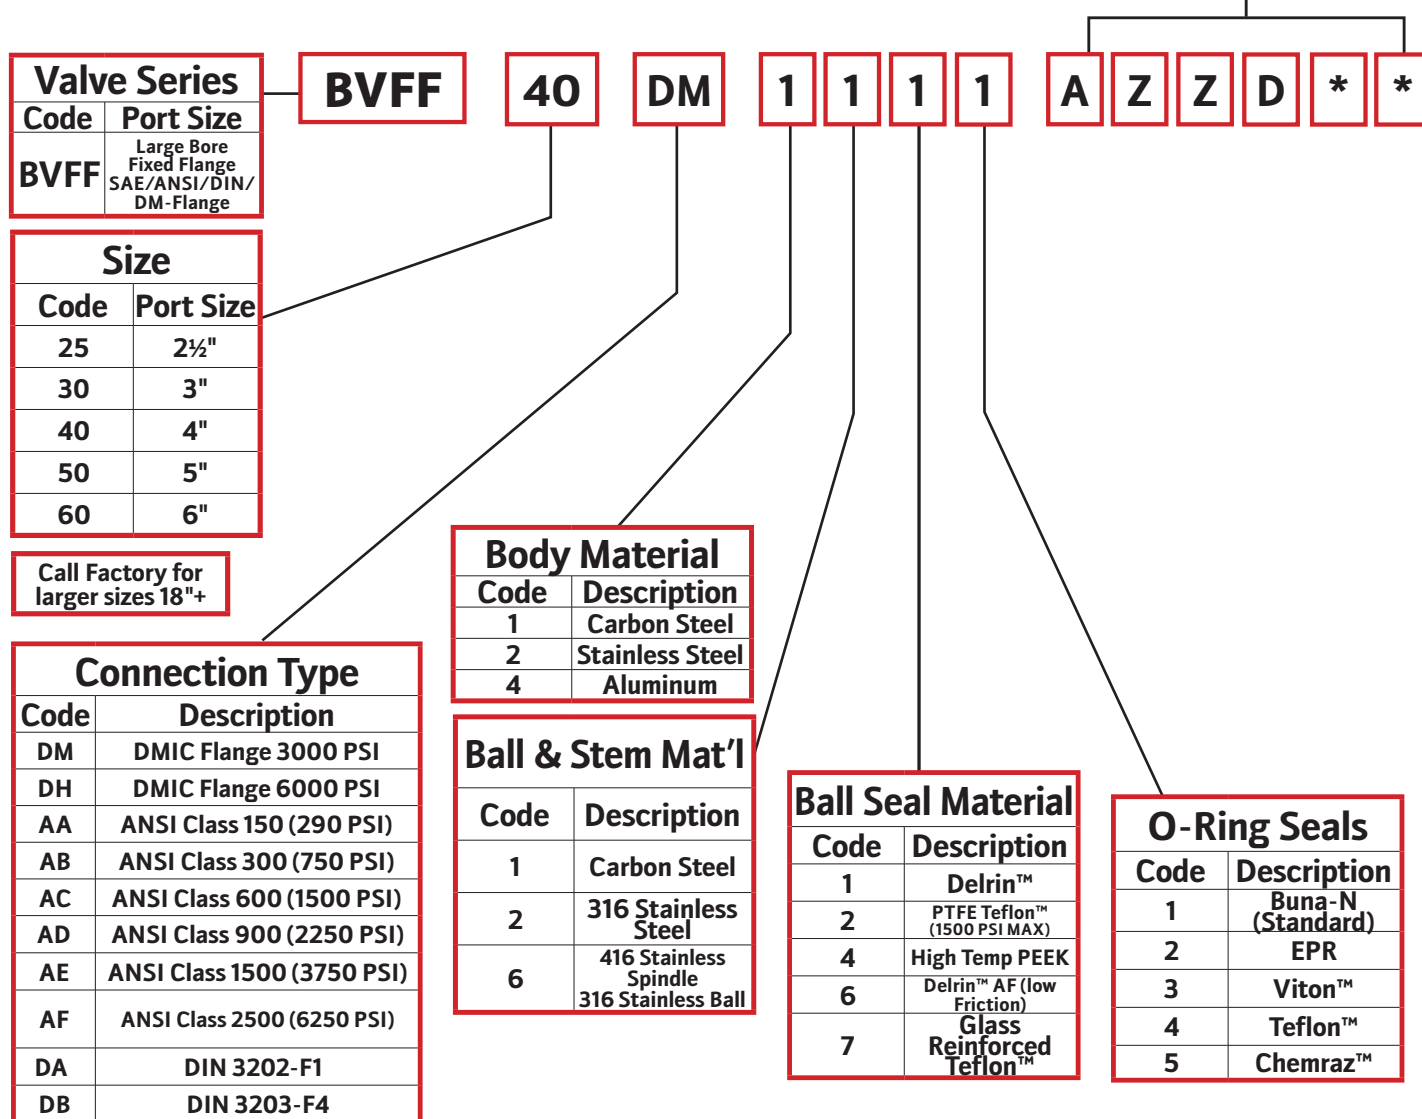 BVFF 40 DM 1 1 1 1 A Z Z D * *
Valve Series
Code Port Size
BVFF
Large Bore
Fixed Flange
SAE/ANSI/DIN/
DM-Flange
Size
Code Port Size
25 2½"
30 3"
40 4"
50 5"
60 6"
Call Factory for
larger sizes 18"+
Connection Type
Code Description
DM DMIC Flange 3000 PSI
DH DMIC Flange 6000 PSI
AA ANSI Class 150 (290 PSI)
AB ANSI Class 300 (750 PSI)
AC ANSI Class 600 (1500 PSI)
AD ANSI Class 900 (2250 PSI)
AE ANSI Class 1500 (3750 PSI)
AF ANSI Class 2500 (6250 PSI)
DA DIN 3202-F1
DB DIN 3203-F4
Body Material
Code Description
1 Carbon Steel
2 Stainless Steel
4 Aluminum
Ball & Stem Mat’l
Code Description
1 Carbon Steel
2 316 Stainless
Steel
6 416 Stainless
Spindle
316 Stainless Ball
Ball Seal Material
Code Description
1 Delrin™
2 PTFE Teflon™
(1500 PSI MAX)
4 High Temp PEEK
6 Delrin™ AF (low
Friction)
7 Glass
Reinforced
Teflon™
O-Ring Seals
Code Description
1 Buna-N
(Standard)
2 EPR
3 Viton™
4 Teflon™
5 Chemraz™